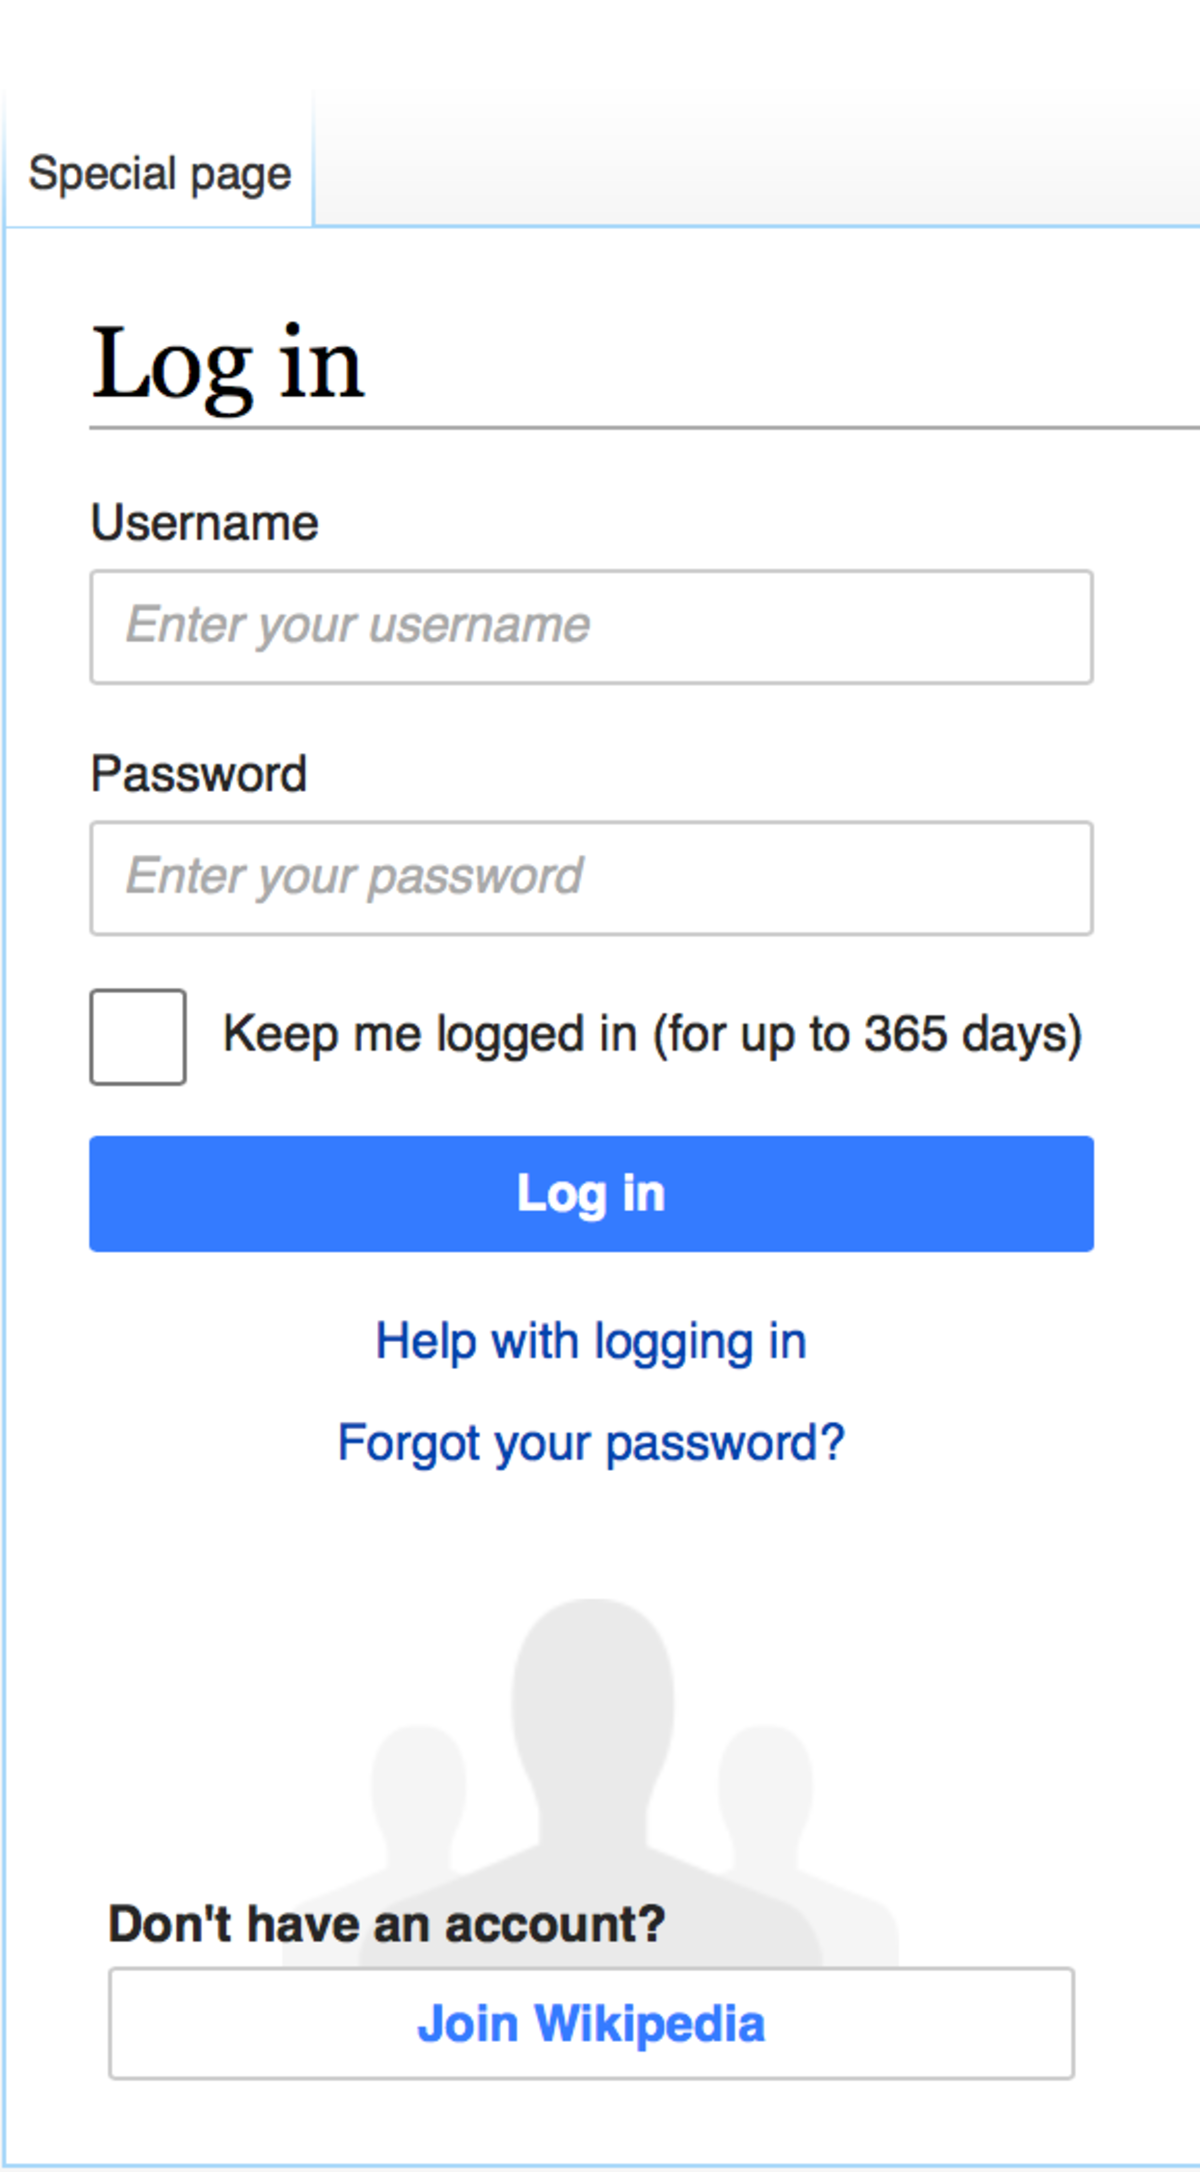 Special page
Log in
Username
Enter your username
Password
Enter your password
Keep me logged in (for up to 365 days)
Log in
Help with logging in
Forgot your password?
Don't have an account?
Join Wikipedia